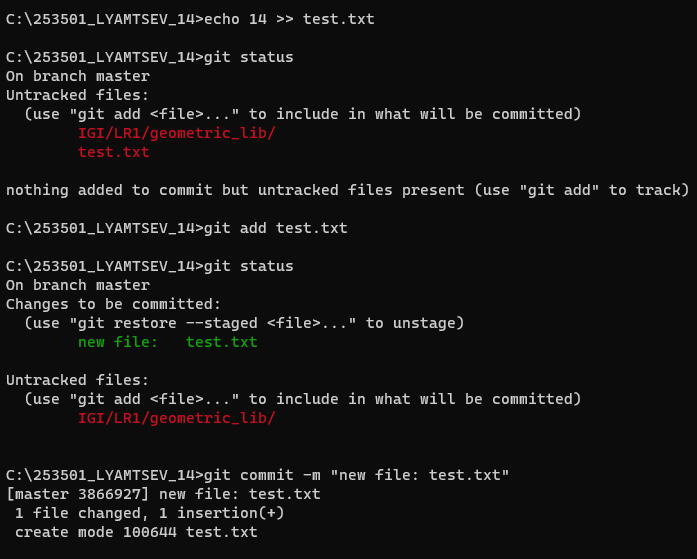 C:\253501_LYAMTSEV_14>echo 14 >> test.txt
C:\253501_LYAMTSEV_14>git status
On branch master
Untracked files:
  (use "git add <file>..." to include in what will be committed)
        IGI/LR1/geometric_lib/
        test.txt
nothing added to commit but untracked files present (use "git add" to track)
C:\253501_LYAMTSEV_14>git add test.txt
C:\253501_LYAMTSEV_14>git status
On branch master
Changes to be committed:
  (use "git restore --staged <file>..." to unstage)
        new file:   test.txt
Untracked files:
  (use "git add <file>..." to include in what will be committed)
        IGI/LR1/geometric_lib/
C:\253501_LYAMTSEV_14>git commit -m "new file: test.txt"
[master 3866927] new file: test.txt
 1 file changed, 1 insertion(+)
 create mode 100644 test.txt